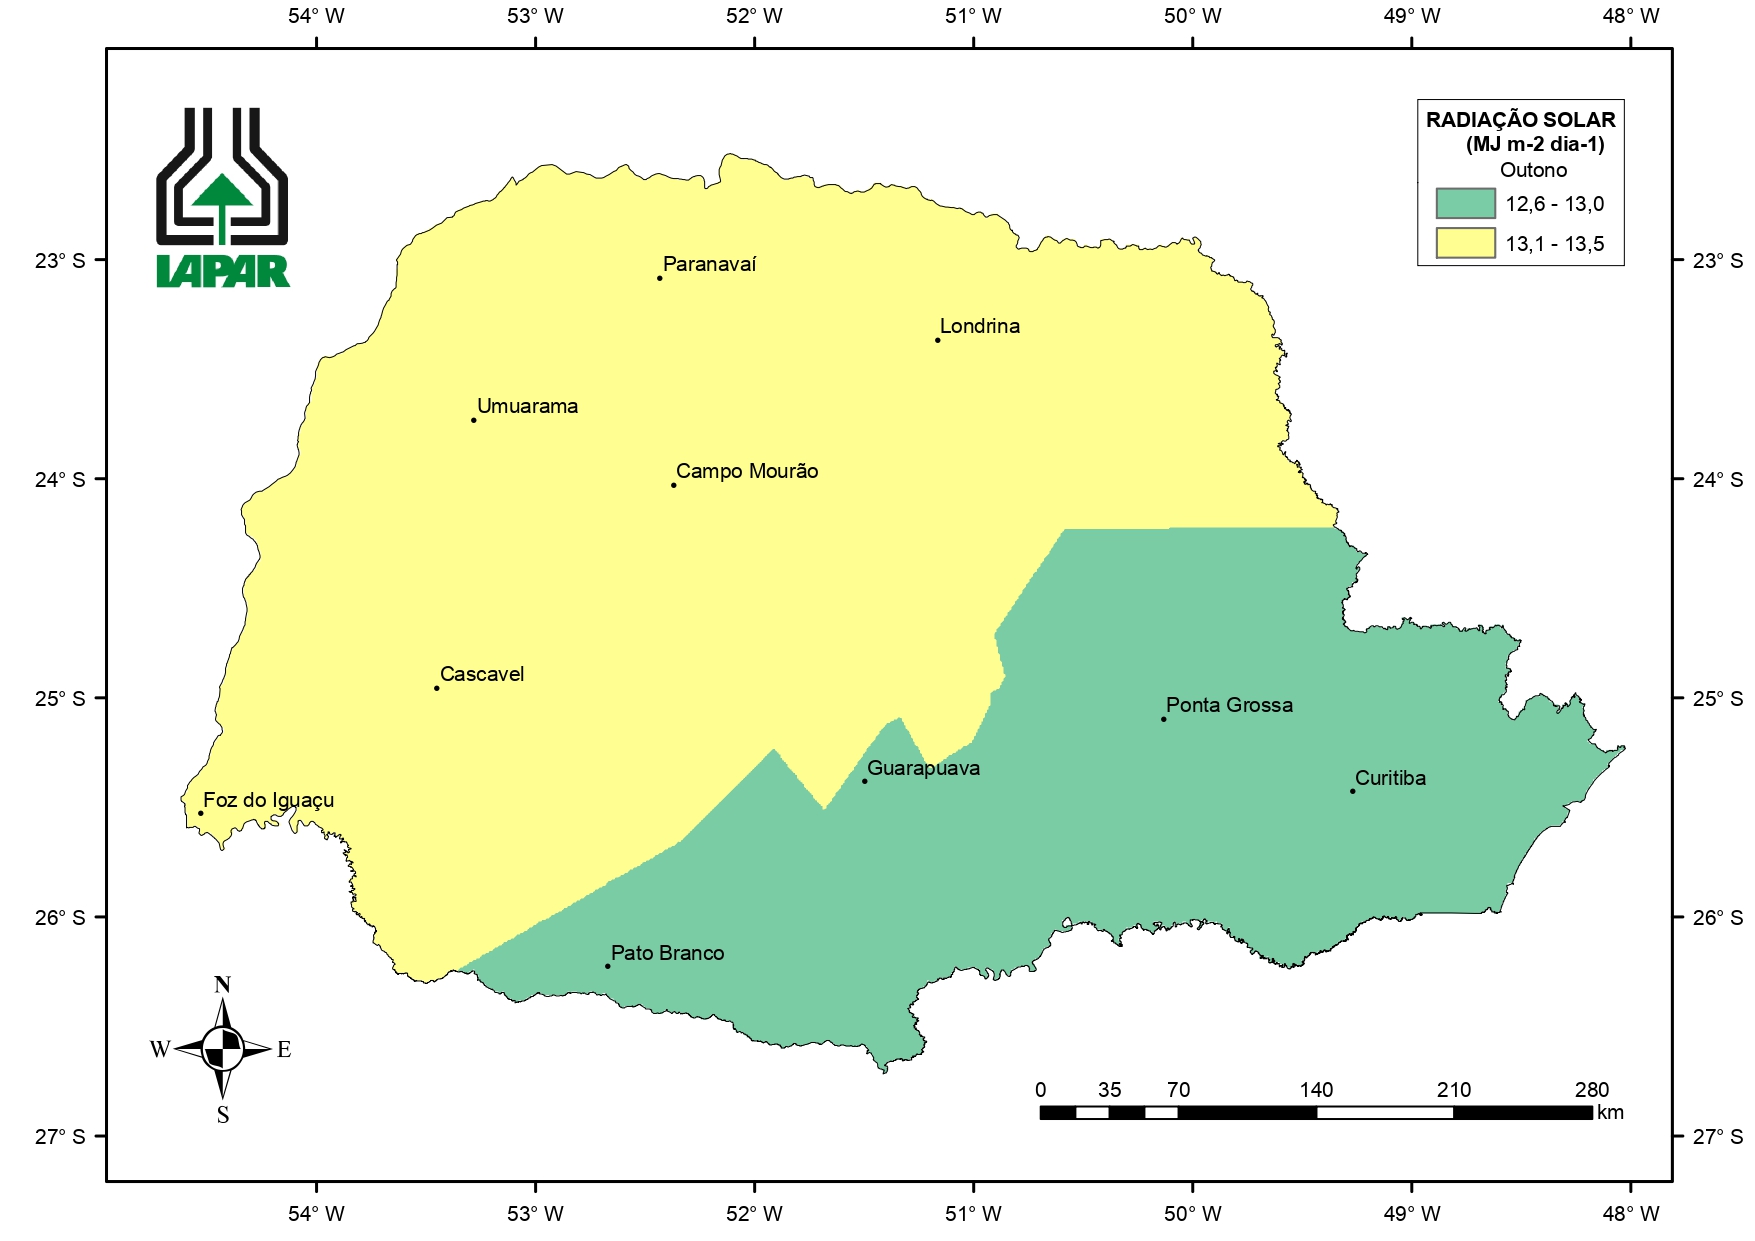 54° W 53° W 52° W 51° W 50° W 49° W 48° W
RADIAÇÃO SOLAR
(MJ m-2 dia-1)
Outono
12,6 - 13,0
13,1 - 13,5
IAPAR
23° S 23° S
Paranavaí
Londrina
Umuarama
Campo Mourão
24° S 24° S
Cascavel
25° S 25° S
Ponta Grossa
Guarapuava
Curitiba
Foz do Iguaçu
26° S 26° S
Pato Branco
N
W E
S
0 35 70 140 210 280
km
27° S 27° S
54° W 53° W 52° W 51° W 50° W 49° W 48° W